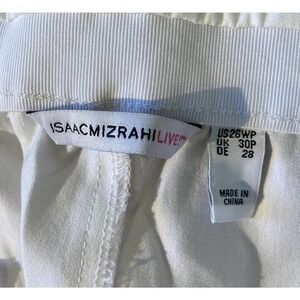 ISAACMIZRAHILIVE!
US26WP
UK 30P
DE 28
MADE IN
CHINA